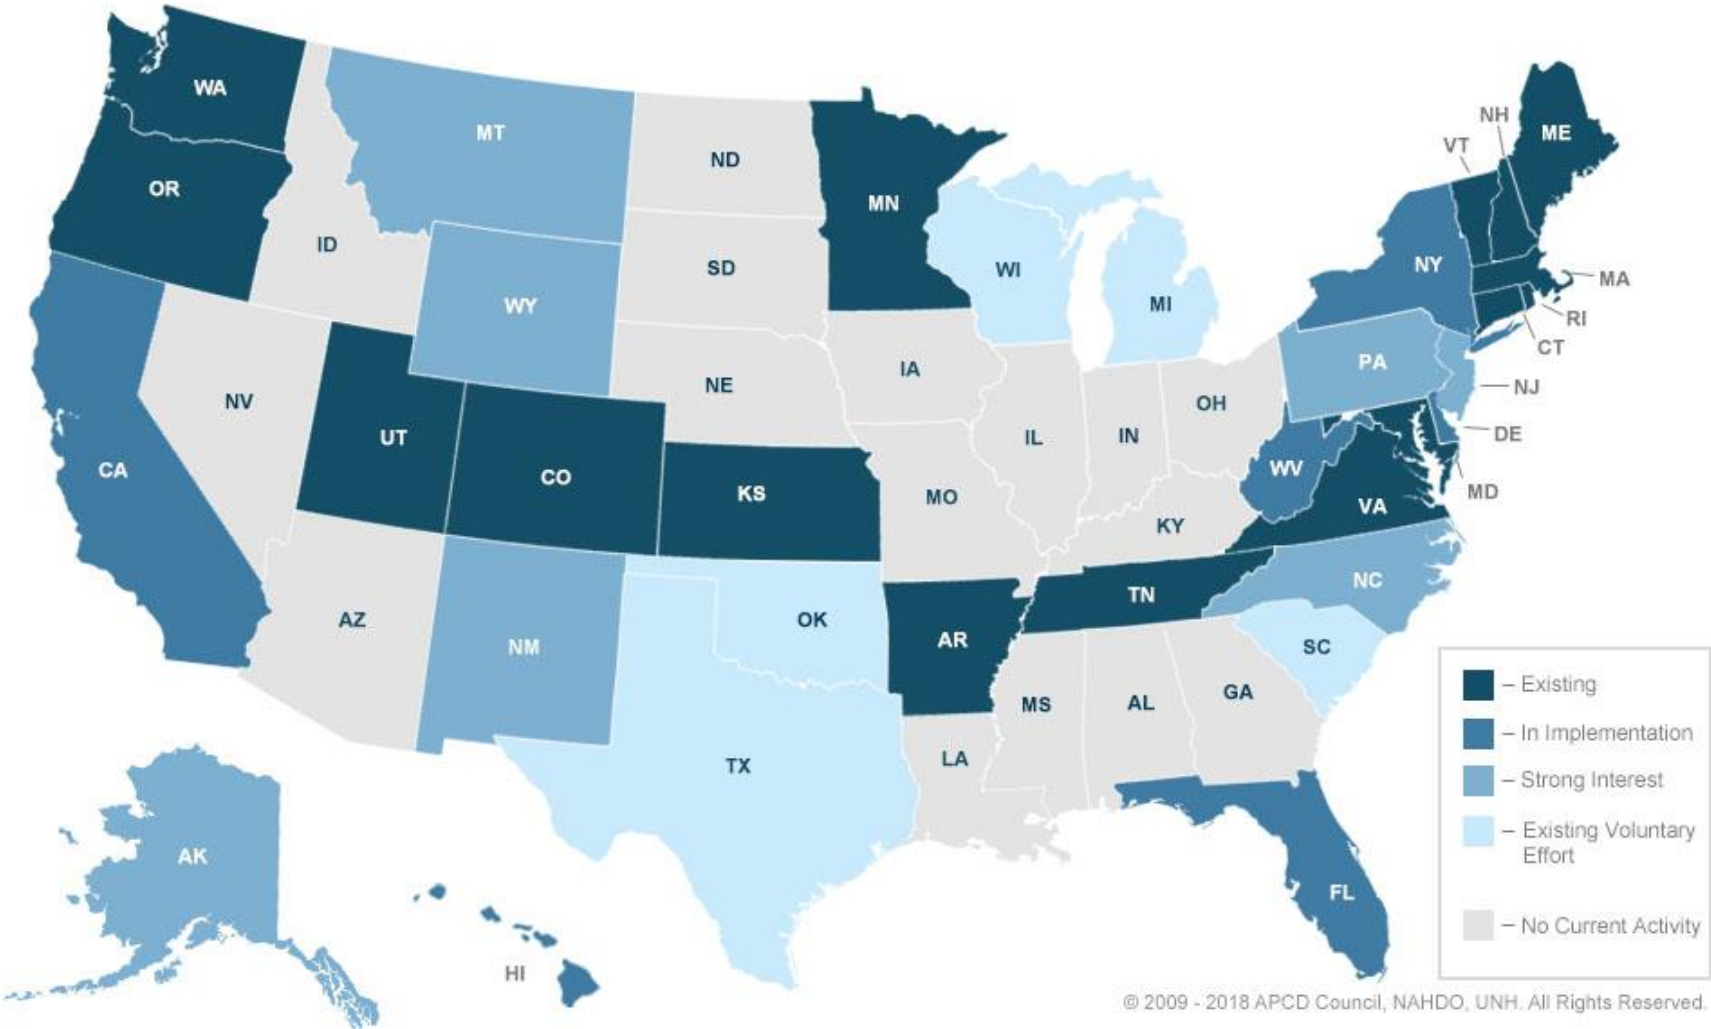 WA
MT
ND
MN
OR
ID
SD
WY
WI
MI
NH
VT
ME
NY
MA
RI
CT
PA
NJ
DE
MD
NV
UT
CO
NE
IA
IL
IN
OH
WV
VA
CA
KS
MO
KY
NC
AZ
NM
OK
AR
TN
SC
TX
LA
MS
AL
GA
FL
AK
HI
– Existing
– In Implementation
– Strong Interest
– Existing Voluntary
Effort
– No Current Activity
© 2009 - 2018 APCD Council, NAHDO, UNH. All Rights Reserved.